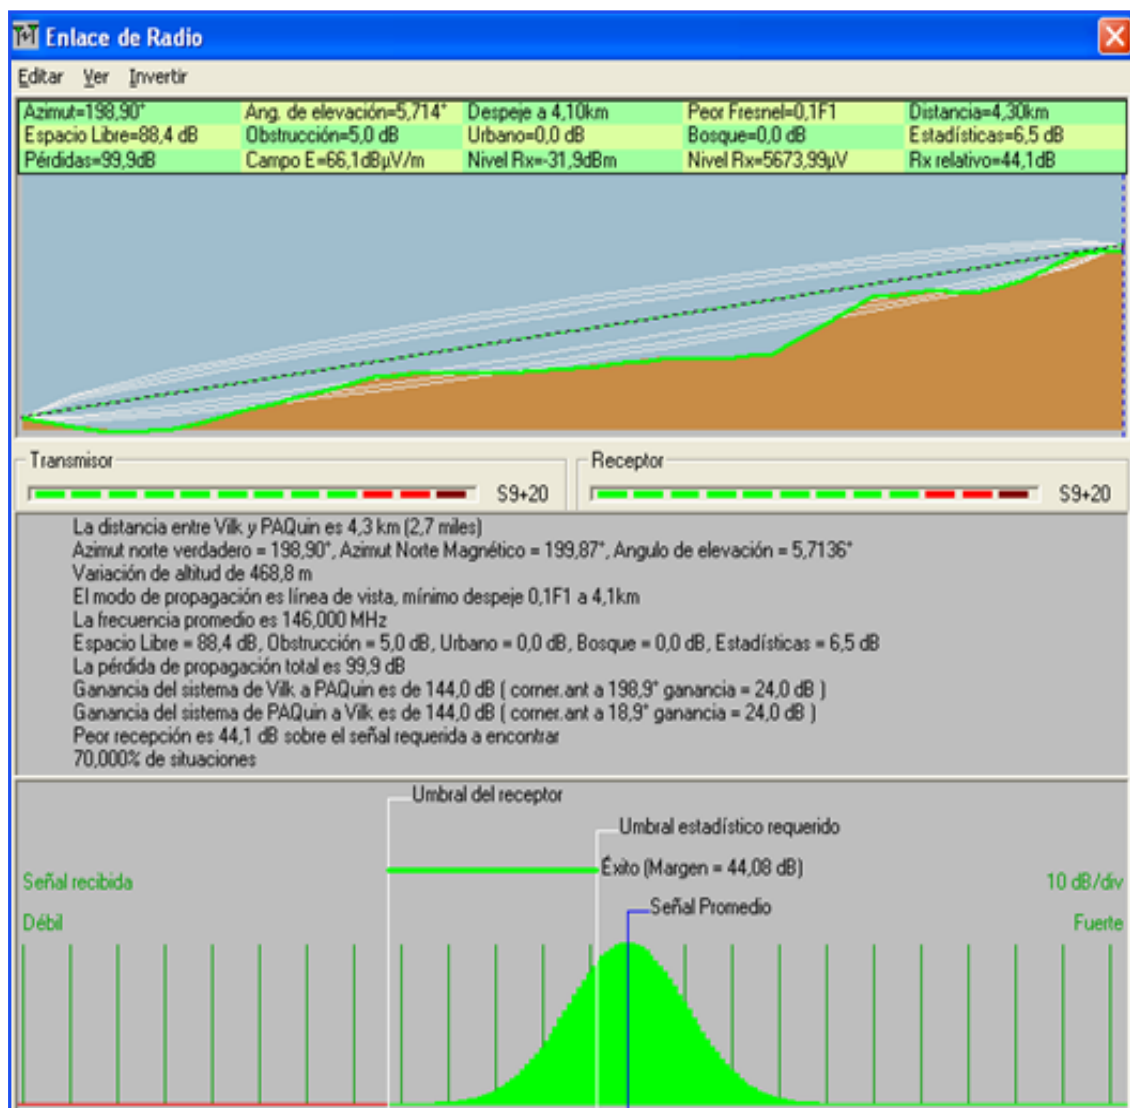 Enlace de Radio
Editar Ver Invertir
Azimut=198,90° Ang. de elevación=5,714° Despeje a 4,10km Peor Fresnel=0,1F1 Distancia=4,30km
Espacio Libre=88,4 dB Obstrucción=5,0 dB Urbano=0,0 dB Bosque=0,0 dB Estadísticas=6,5 dB
Pérdidas=99,9dB Campo E=66,1dBµV/m Nivel Rx=-31,9dBm Nivel Rx=5673,99µV Rx relativo=44,1dB
Transmisor Receptor
S9+20 S9+20
La distancia entre Vilk y PAQuin es 4,3 km (2,7 miles)
Azimut norte verdadero = 198,90°, Azimut Norte Magnético = 199,87°, Angulo de elevación = 5,7136°
Variación de altitud de 468,8 m
El modo de propagación es línea de vista, mínimo despeje 0,1F1 a 4,1km
La frecuencia promedio es 146,000 MHz
Espacio Libre = 88,4 dB, Obstrucción = 5,0 dB, Urbano = 0,0 dB, Bosque = 0,0 dB, Estadísticas = 6,5 dB
La pérdida de propagación total es 99,9 dB
Ganancia del sistema de Vilk a PAQuin es de 144,0 dB ( corner.ant a 198,9° ganancia = 24,0 dB )
Ganancia del sistema de PAQuin a Vilk es de 144,0 dB ( corner.ant a 18,9° ganancia = 24,0 dB )
Peor recepción es 44,1 dB sobre el señal requerida a encontrar
70,000% de situaciones
Umbral del receptor
Umbral estadístico requerido
Éxito (Margen = 44,08 dB)
Señal recibida 10 dB/div
Señal Promedio
Débil Fuerte